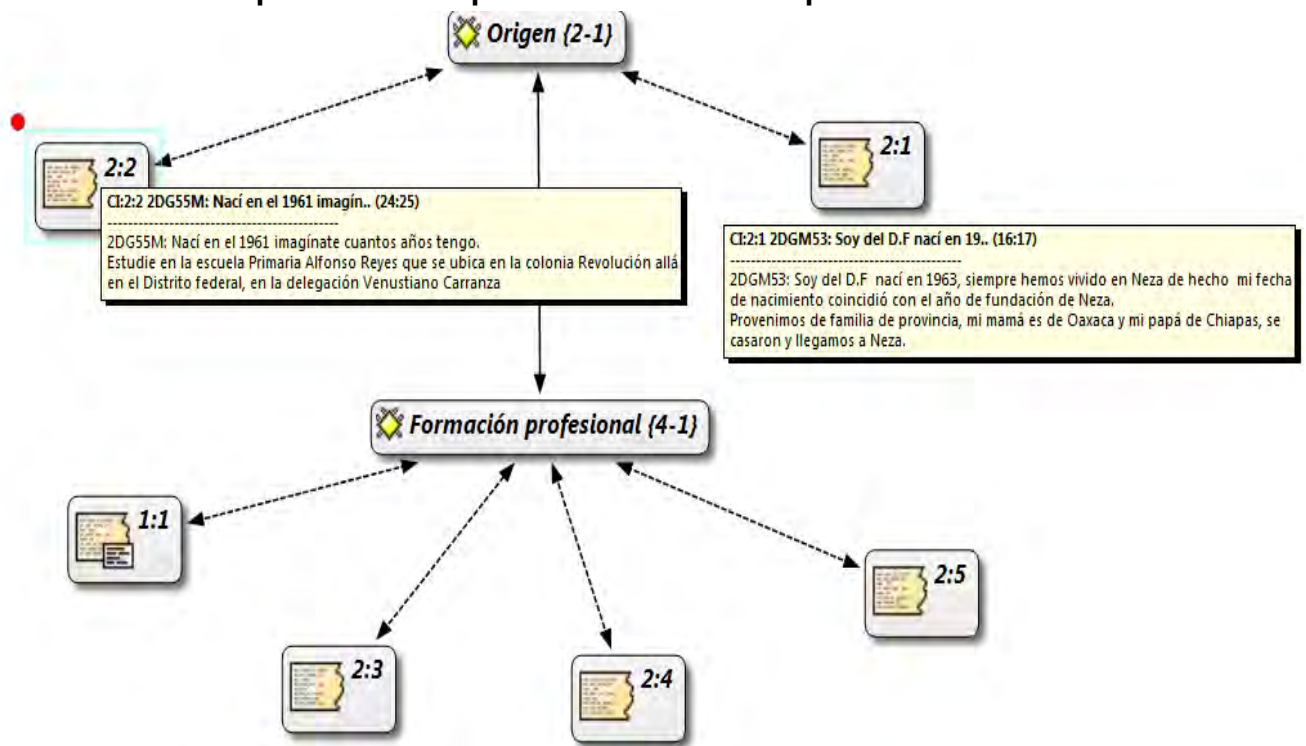 Origen {2-1}
2:2
2:1
CI:2:2 2DG55M: Nací en el 1961 imagín.. (24:25)
----------------------------------------
2DG55M: Nací en el 1961 imagínate cuantos años tengo.
Estudie en la escuela Primaria Alfonso Reyes que se ubica en la colonia Revolución allá
en el Distrito federal, en la delegación Venustiano Carranza
CI:2:1 2DGM53: Soy del D.F nací en 19.. (16:17)
----------------------------------------
2DGM53: Soy del D.F nací en 1963, siempre hemos vivido en Neza de hecho mi fecha
de nacimiento coincidió con el año de fundación de Neza.
Provenimos de familia de provincia, mi mamá es de Oaxaca y mi papá de Chiapas, se
casaron y llegamos a Neza.
Formación profesional {4-1}
1:1
2:5
2:3
2:4